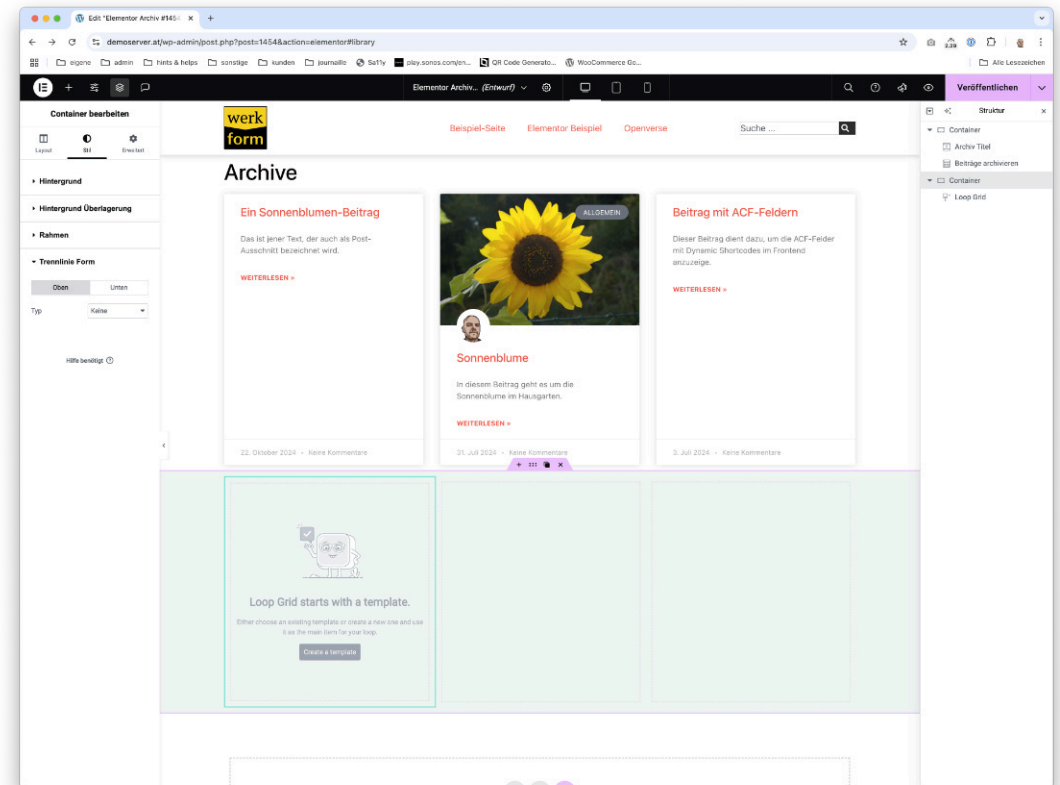 Edit "Elementor Archiv #1454
demoserver.at/wp-admin/post.php?post=1454&action=elementor#library
2.29
eigene
admin
hints & helps
sonstige
kunden
journaille
Sa11y
play.sonos.com/en...
QR Code Generato...
WooCommerce Ge...
Alle Lesezeichen
Elementor Archiv... (Entwurf)
Veröffentlichen
Container bearbeiten
Layout
Stil
Erweitert
Hintergrund
Hintergrund Überlagerung
Rahmen
Trennlinie Form
Oben
Unten
Typ
Keine
Hilfe benötigt
werk
form
Beispiel-Seite
Elementor Beispiel
Openverse
Suche ...
Archive
Ein Sonnenblumen-Beitrag
Das ist jener Text, der auch als Post-
Ausschnitt bezeichnet wird.
WEITERLESEN »
22. Oktober 2024 • Keine Kommentare
ALLGEMEIN
Sonnenblume
In diesem Beitrag geht es um die
Sonnenblume im Hausgarten.
WEITERLESEN »
31. Juli 2024 • Keine Kommentare
Beitrag mit ACF-Feldern
Dieser Beitrag dient dazu, um die ACF-Felder
mit Dynamic Shortcodes im Frontend
anzuzeige.
WEITERLESEN »
3. Juli 2024 • Keine Kommentare
Loop Grid starts with a template.
Either choose an existing template or create a new one and use
it as the main item for your loop.
Create a template
Struktur
Container
Archiv Titel
Beiträge archivieren
Container
Loop Grid